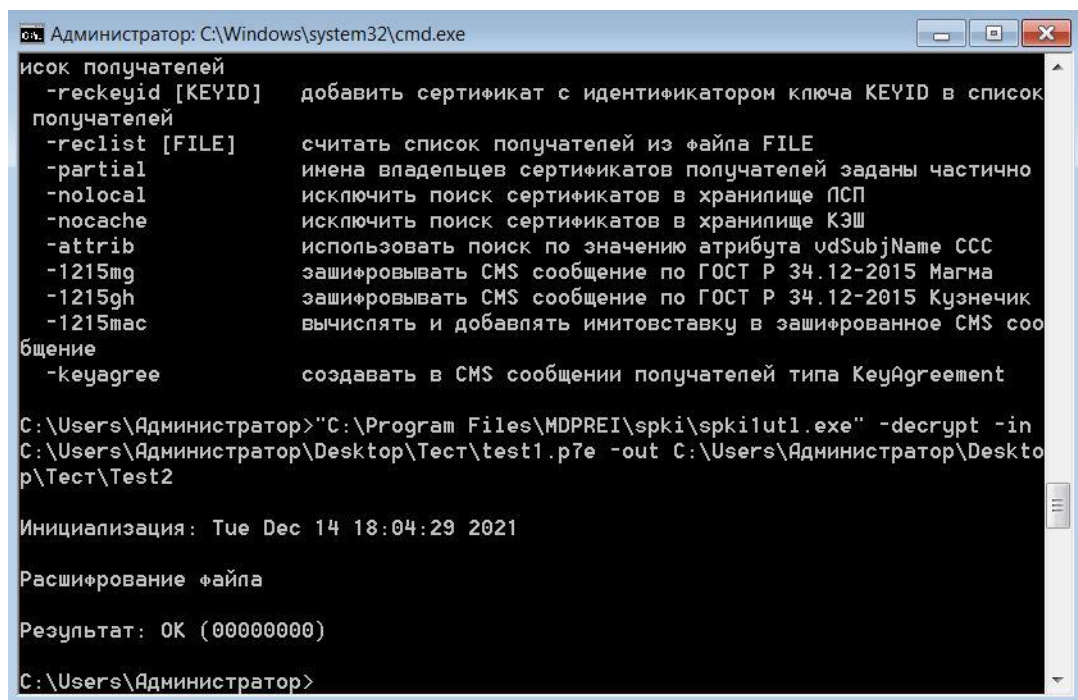 Администратор: C:\Windows\system32\cmd.exe
исок получателей
-reckeyid [KEYID] добавить сертификат с идентификатором ключа KEYID в список
получателей
-reclist [FILE] считать список получателей из файла FILE
-partial имена владельцев сертификатов получателей заданы частично
-nolocal исключить поиск сертификатов в хранилище ЛСП
-nocache исключить поиск сертификатов в хранилище КЭШ
-attrib использовать поиск по значению атрибута vdSubjName ССС
-1215mg зашифровывать CMS сообщение по ГОСТ Р 34.12-2015 Магма
-1215gh зашифровывать CMS сообщение по ГОСТ Р 34.12-2015 Кузнечик
-1215mac вычислять и добавлять имитовставку в зашифрованное CMS соо
бщение
-keyagree создавать в CMS сообщении получателей типа KeyAgreement
C:\Users\Администратор>"C:\Program Files\MDPREI\spki\spki1utl.exe" -decrypt -in
C:\Users\Администратор\Desktop\Тест\test1.p7e -out C:\Users\Администратор\Deskto
p\Тест\Test2
Инициализация: Tue Dec 14 18:04:29 2021
Расшифрование файла
Результат: OK (00000000)
C:\Users\Администратор>